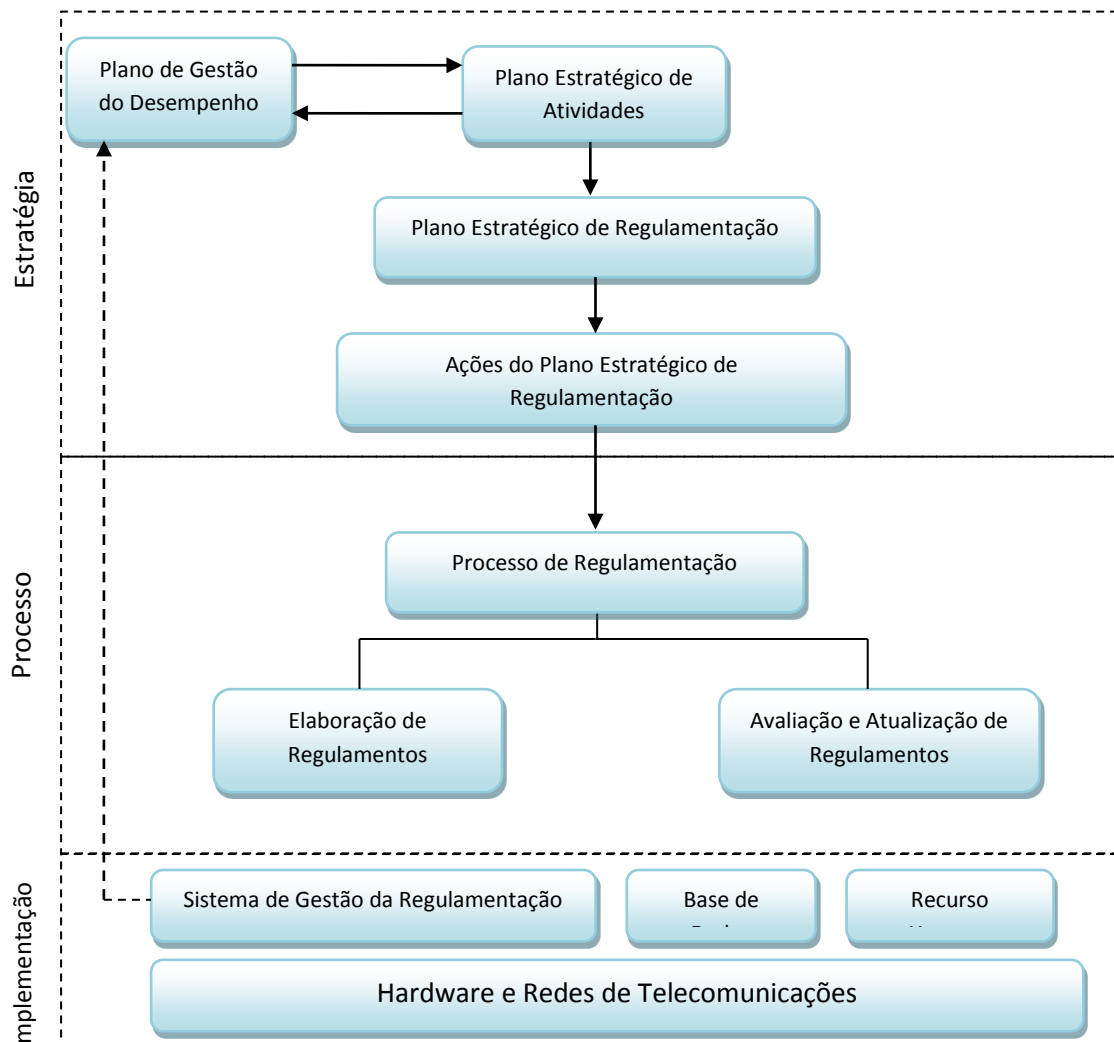 Estratégia
Plano de Gestão
do Desempenho
Plano Estratégico de
Atividades
Plano Estratégico de Regulamentação
Ações do Plano Estratégico de
Regulamentação
Processo
Processo de Regulamentação
Elaboração de
Regulamentos
Avaliação e Atualização de
Regulamentos
mplementação
Sistema de Gestão da Regulamentação
Base de
Recurso
Hardware e Redes de Telecomunicações